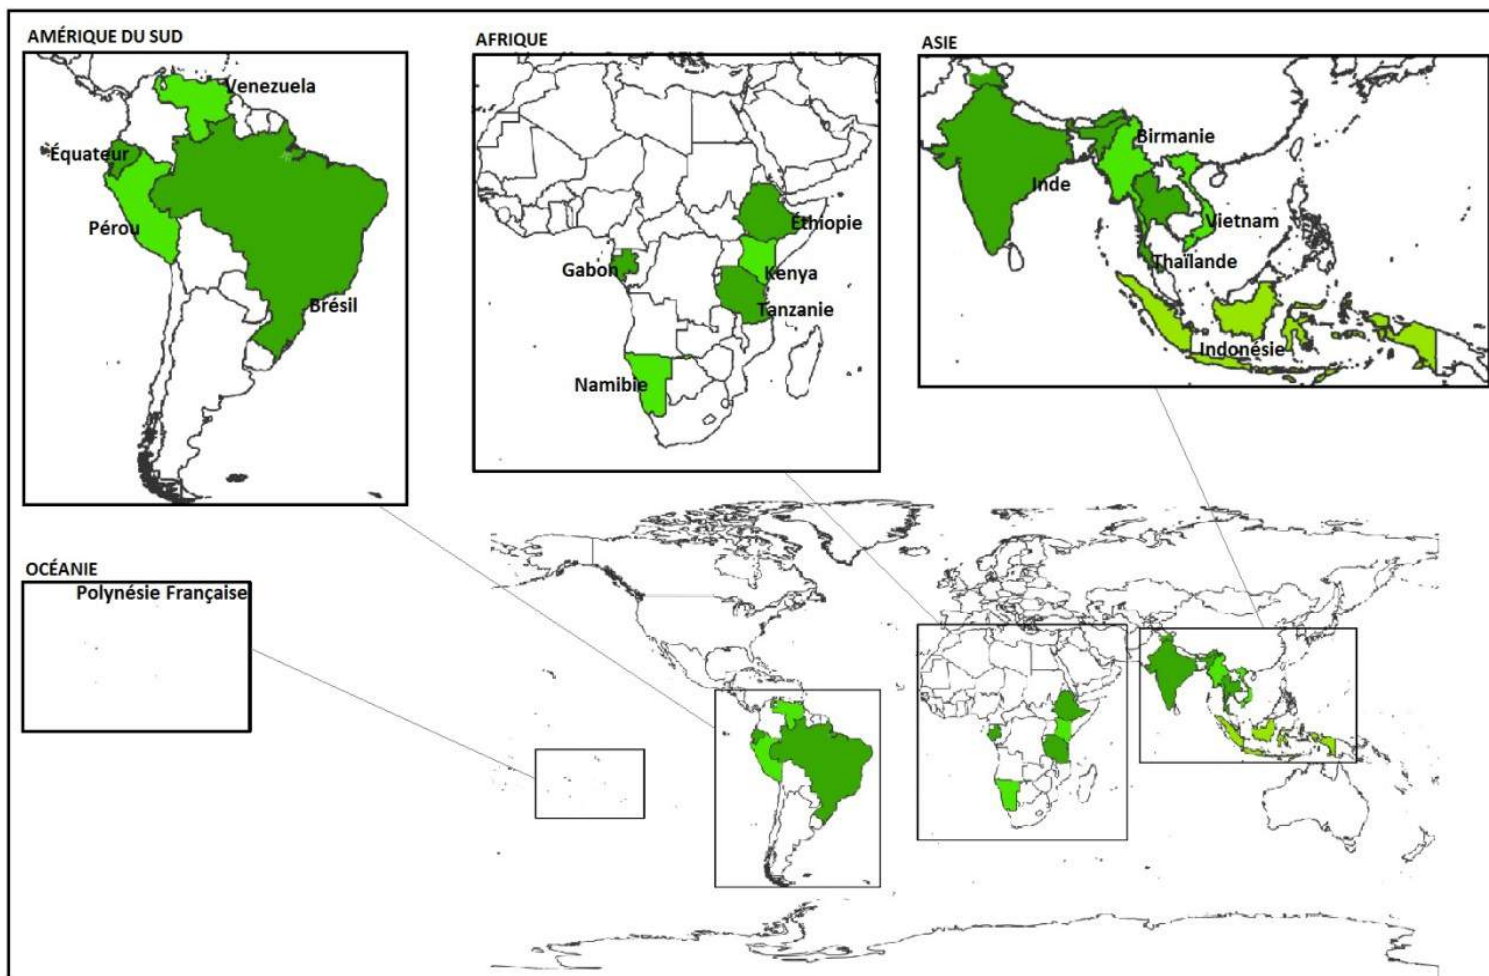 AMÉRIQUE DU SUD
Venezuela
Équateur
Pérou
Brésil
AFRIQUE
Éthiopie
Gabon
Kenya
Tanzanie
Namibie
ASIE
Birmanie
Inde
Vietnam
Thaïlande
Indonésie
OCÉANIE
Polynésie Française